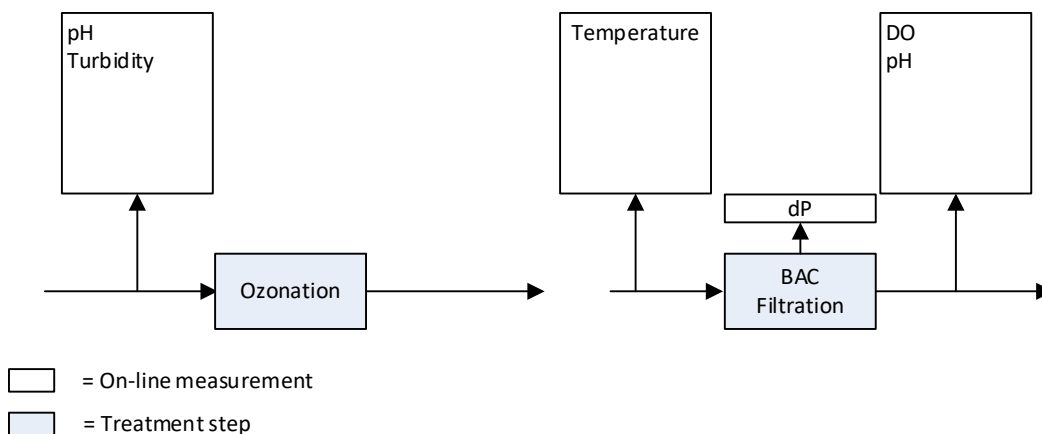 pH
Turbidity
Temperature
DO
pH
dP
Ozonation
BAC
Filtration
= On-line measurement
= Treatment step